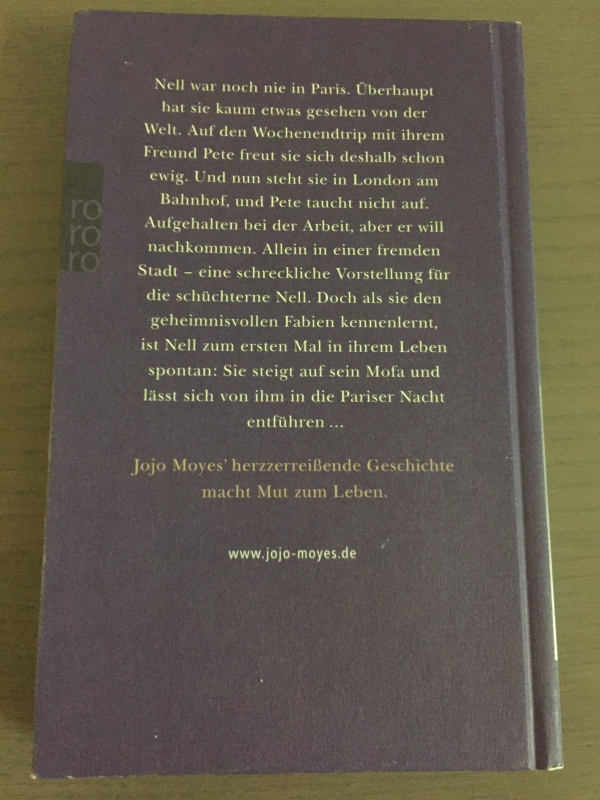 Nell war noch nie in Paris. Überhaupt
hat sie kaum etwas gesehen von der
Welt. Auf den Wochenendtrip mit ihrem
Freund Pete freut sie sich deshalb schon
ewig. Und nun steht sie in London am
Bahnhof, und Pete taucht nicht auf.
Aufgehalten bei der Arbeit, aber er will
nachkommen. Allein in einer fremden
Stadt – eine schreckliche Vorstellung für
die schüchterne Nell. Doch als sie den
geheimnisvollen Fabien kennenlernt,
ist Nell zum ersten Mal in ihrem Leben
spontan: Sie steigt auf sein Mofa und
lässt sich von ihm in die Pariser Nacht
entführen ...
Jojo Moyes’ herzzerreißende Geschichte
macht Mut zum Leben.
www.jojo-moyes.de
ro
ro
ro